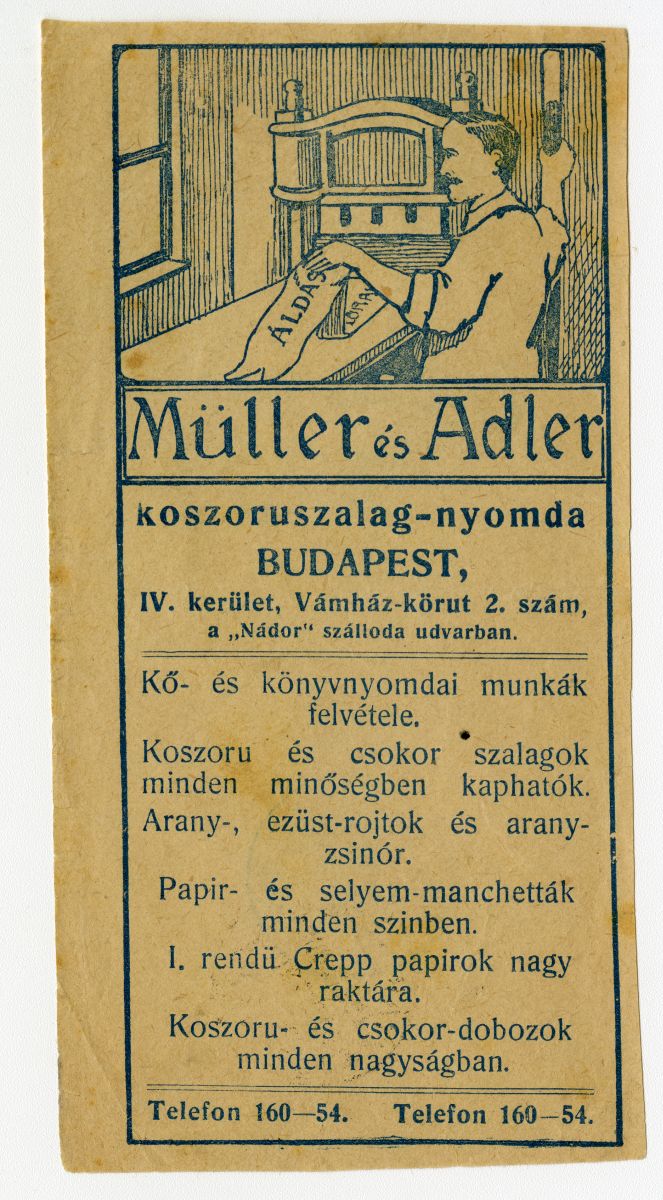 ÁLDÁS
Müller és Adler
koszoruszalag-nyomda
BUDAPEST,
IV. kerület, Vámház-körut 2. szám,
a „Nádor" szálloda udvarban.
Kő- és könyvnyomdai munkák
felvétele.
Koszoru és csokor szalagok
minden minőségben kaphatók.
Arany-, ezüst-rojtok és arany-
zsinór.
Papir- és selyem-manchetták
minden szinben.
I. rendü Crepp papirok nagy
raktára.
Koszoru- és csokor-dobozok
minden nagyságban.
Telefon 160—54. Telefon 160—54.